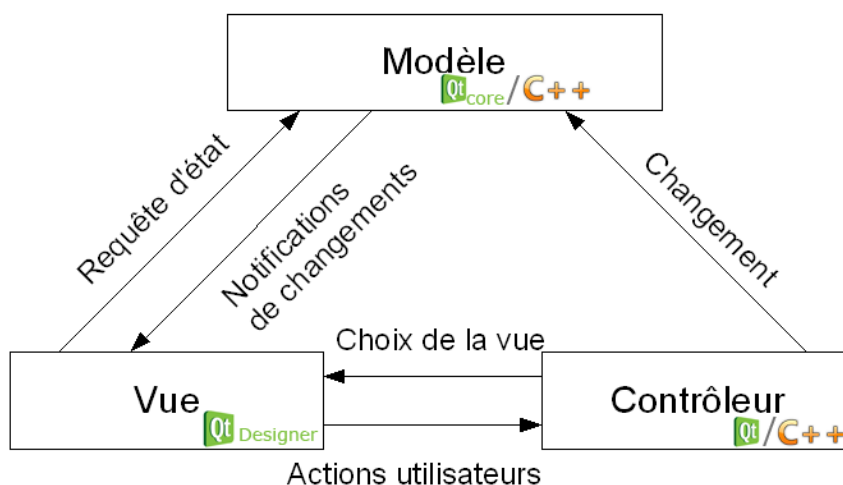 Modèle
Qt core / C++
Requête d'état
Notifications
de changements
Changement
Choix de la vue
Vue
Qt Designer
Contrôleur
Qt / C++
Actions utilisateurs